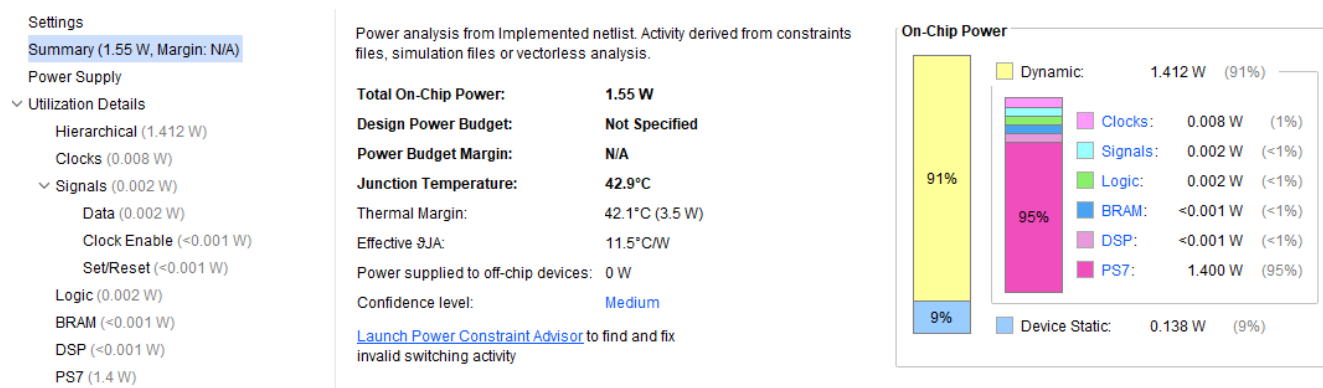 Settings
Summary (1.55 W, Margin: N/A)
Power Supply
Utilization Details
Hierarchical (1.412 W)
Clocks (0.008 W)
Signals (0.002 W)
Data (0.002 W)
Clock Enable (<0.001 W)
Set/Reset (<0.001 W)
Logic (0.002 W)
BRAM (<0.001 W)
DSP (<0.001 W)
PS7 (1.4 W)
Power analysis from Implemented netlist. Activity derived from constraints
files, simulation files or vectorless analysis.
Total On-Chip Power: 1.55 W
Design Power Budget: Not Specified
Power Budget Margin: N/A
Junction Temperature: 42.9°C
Thermal Margin: 42.1°C (3.5 W)
Effective ϑJA: 11.5°C/W
Power supplied to off-chip devices: 0 W
Confidence level: Medium
Launch Power Constraint Advisor to find and fix
invalid switching activity
On-Chip Power
Dynamic: 1.412 W (91%)
Clocks: 0.008 W (1%)
Signals: 0.002 W (<1%)
Logic: 0.002 W (<1%)
BRAM: <0.001 W (<1%)
DSP: <0.001 W (<1%)
PS7: 1.400 W (95%)
Device Static: 0.138 W (9%)
91%
95%
9%